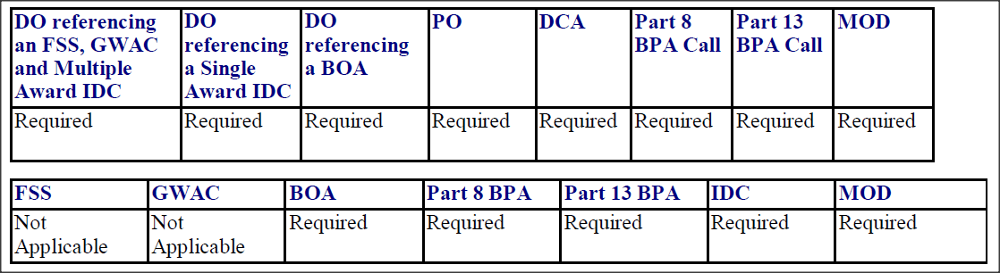 DO referencing an FSS, GWAC and Multiple Award IDC
DO referencing a Single Award IDC
DO referencing a BOA
PO
DCA
Part 8 BPA Call
Part 13 BPA Call
MOD
Required
Required
Required
Required
Required
Required
Required
Required
FSS
GWAC
BOA
Part 8 BPA
Part 13 BPA
IDC
MOD
Not Applicable
Not Applicable
Required
Required
Required
Required
Required